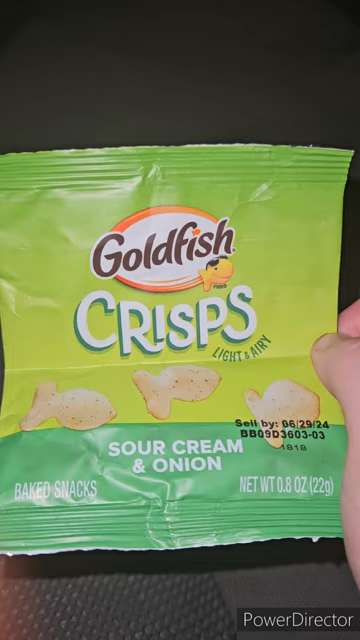 Goldfish
CRISPS
LIGHT & AIRY
Sell by: 06/29/24
BB09D3603-03
1818
SOUR CREAM
& ONION
BAKED SNACKS
NET WT 0.8 OZ (22g)
PowerDirector